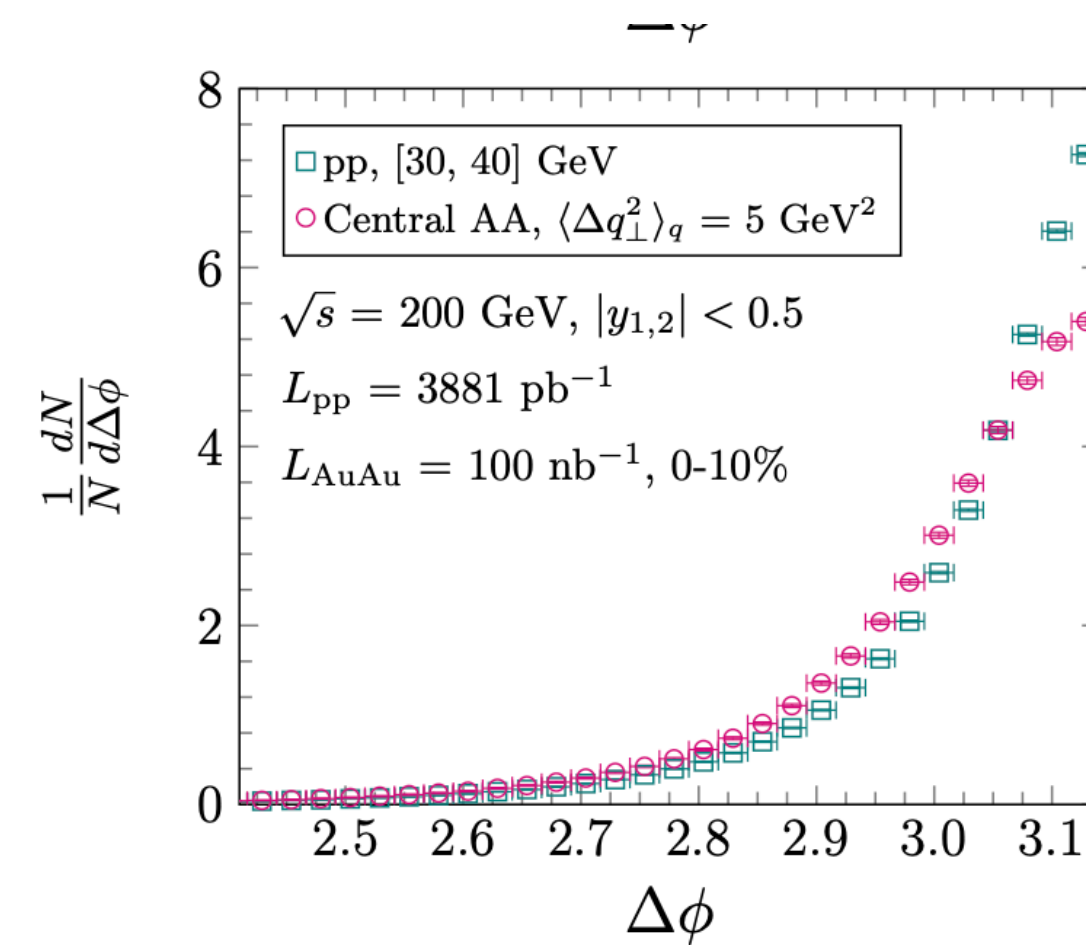 Δφ
8
pp, [30, 40] GeV
Central AA, ⟨Δq²⊥⟩q = 5 GeV²
6
√s = 200 GeV, |y1,2| < 0.5
Lpp = 3881 pb⁻¹
4
LAuAu = 100 nb⁻¹, 0-10%
1/N dN/dΔφ
2
0
2.5 2.6 2.7 2.8 2.9 3.0 3.1
Δφ